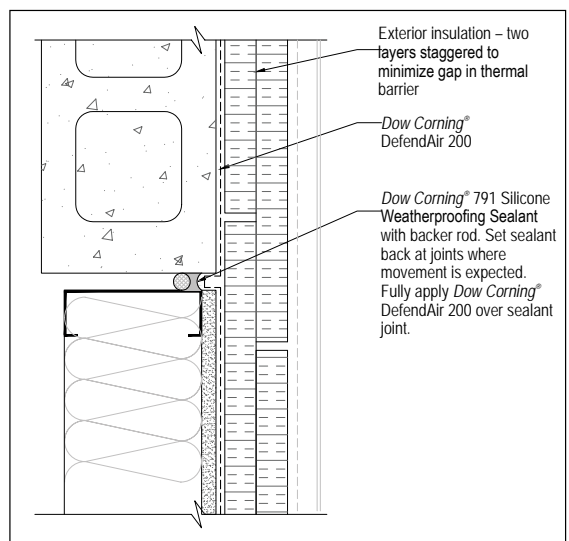 Exterior insulation – two
layers staggered to
minimize gap in thermal
barrier
Dow Corning®
DefendAir 200
Dow Corning® 791 Silicone
Weatherproofing Sealant
with backer rod. Set sealant
back at joints where
movement is expected.
Fully apply Dow Corning®
DefendAir 200 over sealant
joint.